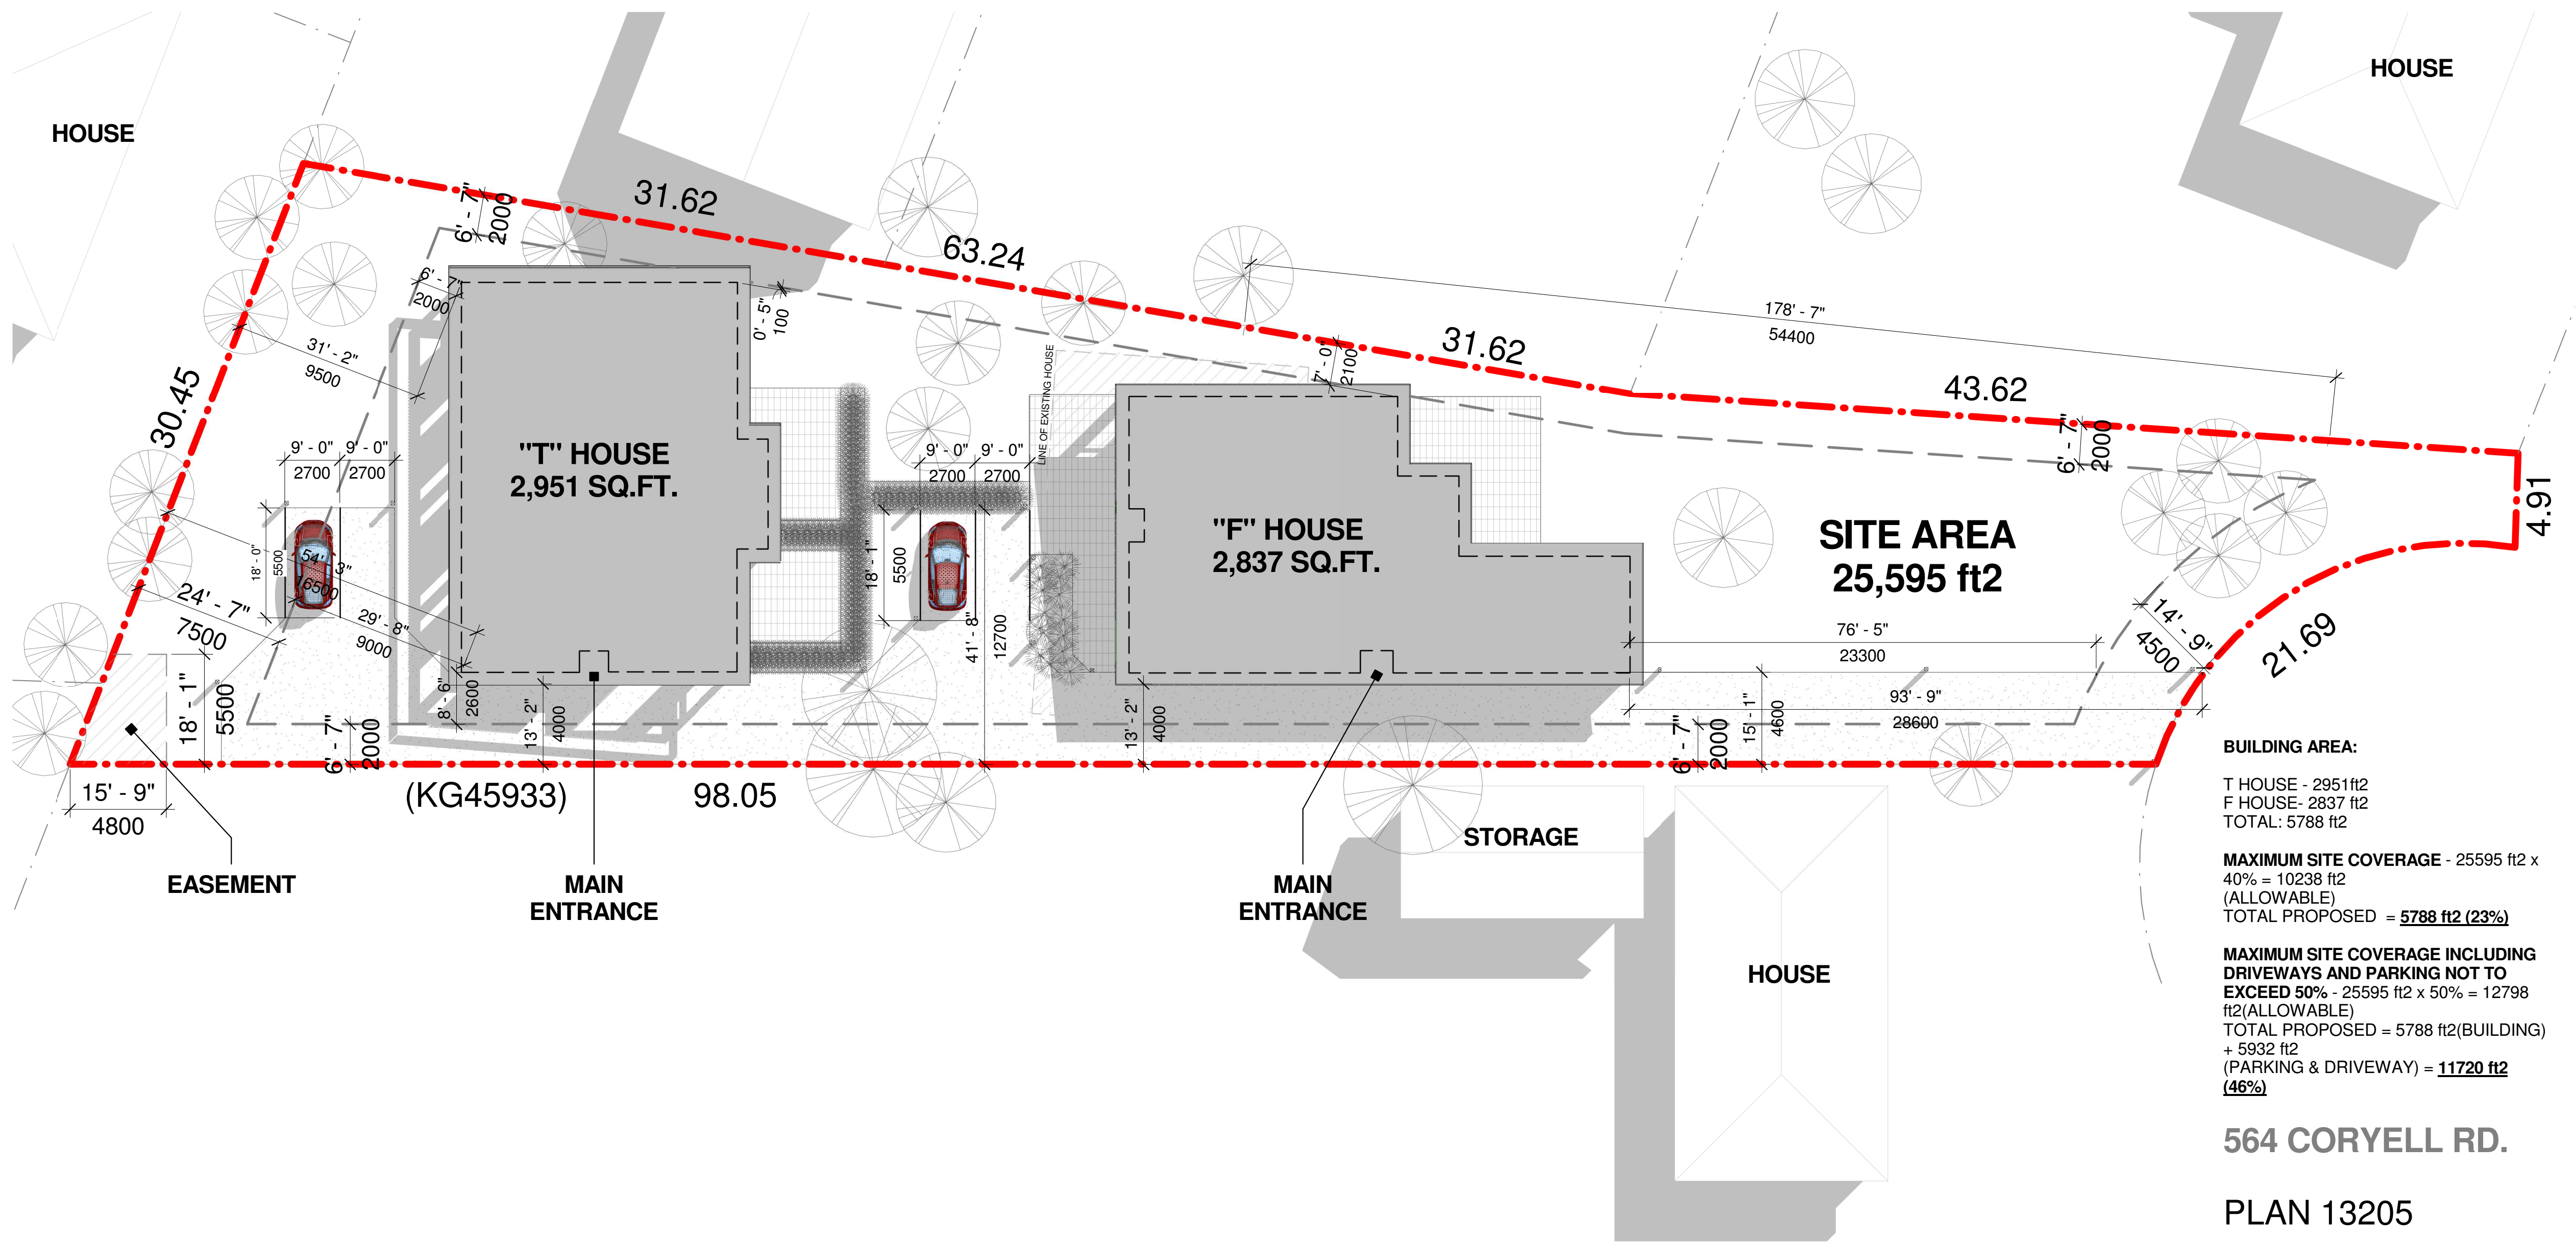 HOUSE
HOUSE
31.62
63.24
31.62
43.62
4.91
21.69
30.45
6' - 7"
2000
6' - 7"
2000
31' - 2"
9500
0' - 5"
100
LINE OF EXISTING HOUSE
7' - 0"
2100
178' - 7"
54400
6' - 7"
2000
9' - 0"
9' - 0"
2700
2700
"T" HOUSE
2,951 SQ.FT.
9' - 0"
9' - 0"
2700
2700
"F" HOUSE
2,837 SQ.FT.
SITE AREA
25,595 ft2
18' - 0"
5500
54' - 3"
16500
24' - 7"
7500
29' - 8"
9000
18' - 1"
5500
41' - 8"
12700
76' - 5"
23300
14' - 9"
4500
93' - 9"
28600
18' - 1"
5500
6' - 7"
2000
8' - 6"
2600
13' - 2"
4000
13' - 2"
4000
6' - 7"
2000
15' - 1"
4600
15' - 9"
4800
(KG45933)
98.05
EASEMENT
MAIN
ENTRANCE
MAIN
ENTRANCE
STORAGE
HOUSE
BUILDING AREA:
T HOUSE - 2951ft2
F HOUSE- 2837 ft2
TOTAL: 5788 ft2
MAXIMUM SITE COVERAGE - 25595 ft2 x
40% = 10238 ft2
(ALLOWABLE)
TOTAL PROPOSED = 5788 ft2 (23%)
MAXIMUM SITE COVERAGE INCLUDING
DRIVEWAYS AND PARKING NOT TO
EXCEED 50% - 25595 ft2 x 50% = 12798
ft2(ALLOWABLE)
TOTAL PROPOSED = 5788 ft2(BUILDING)
+ 5932 ft2
(PARKING & DRIVEWAY) = 11720 ft2
(46%)
564 CORYELL RD.
PLAN 13205